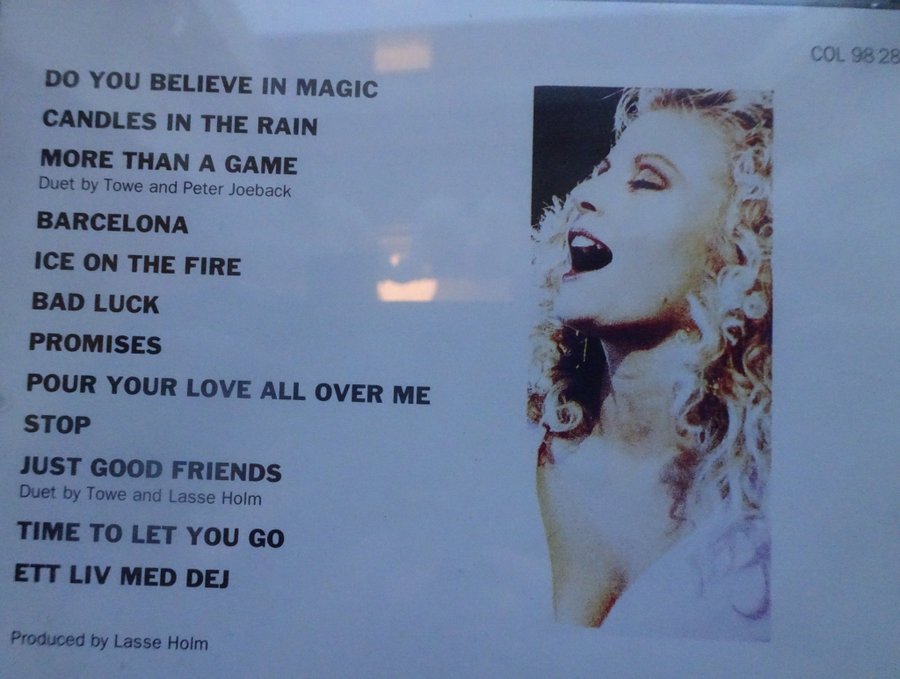 COL 98 28
DO YOU BELIEVE IN MAGIC
CANDLES IN THE RAIN
MORE THAN A GAME
Duet by Towe and Peter Joeback
BARCELONA
ICE ON THE FIRE
BAD LUCK
PROMISES
POUR YOUR LOVE ALL OVER ME
STOP
JUST GOOD FRIENDS
Duet by Towe and Lasse Holm
TIME TO LET YOU GO
ETT LIV MED DEJ
Produced by Lasse Holm